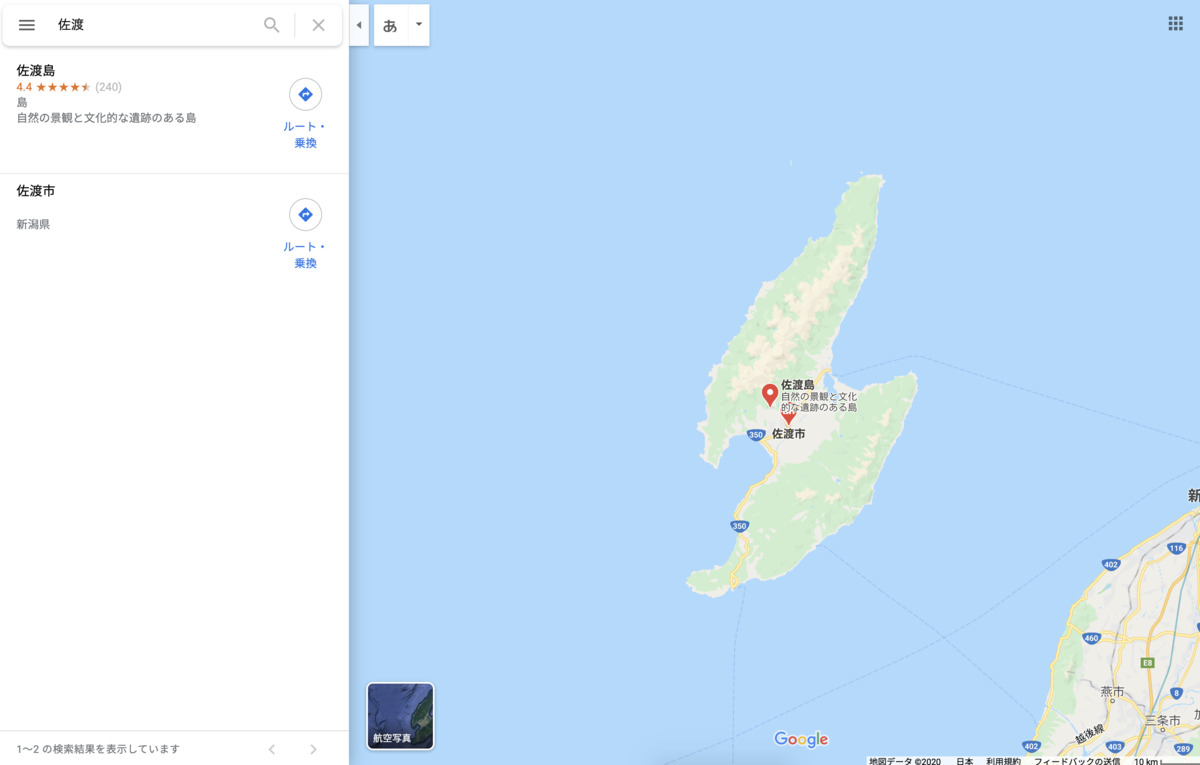 佐渡
あ
佐渡島
4.4 ★★★★★ (240)
島
自然の景観と文化的な遺跡のある島
ルート・
乗換
佐渡市
新潟県
ルート・
乗換
1〜2 の検索結果を表示しています
佐渡島
自然の景観と文化
的な遺跡のある島
佐渡市
350
350
新
116
402
460
E8
燕市
8
三条市
越後線
402
403
289
航空写真
Google
地図データ ©2020 日本 利用規約 フィードバックの送信 10 km